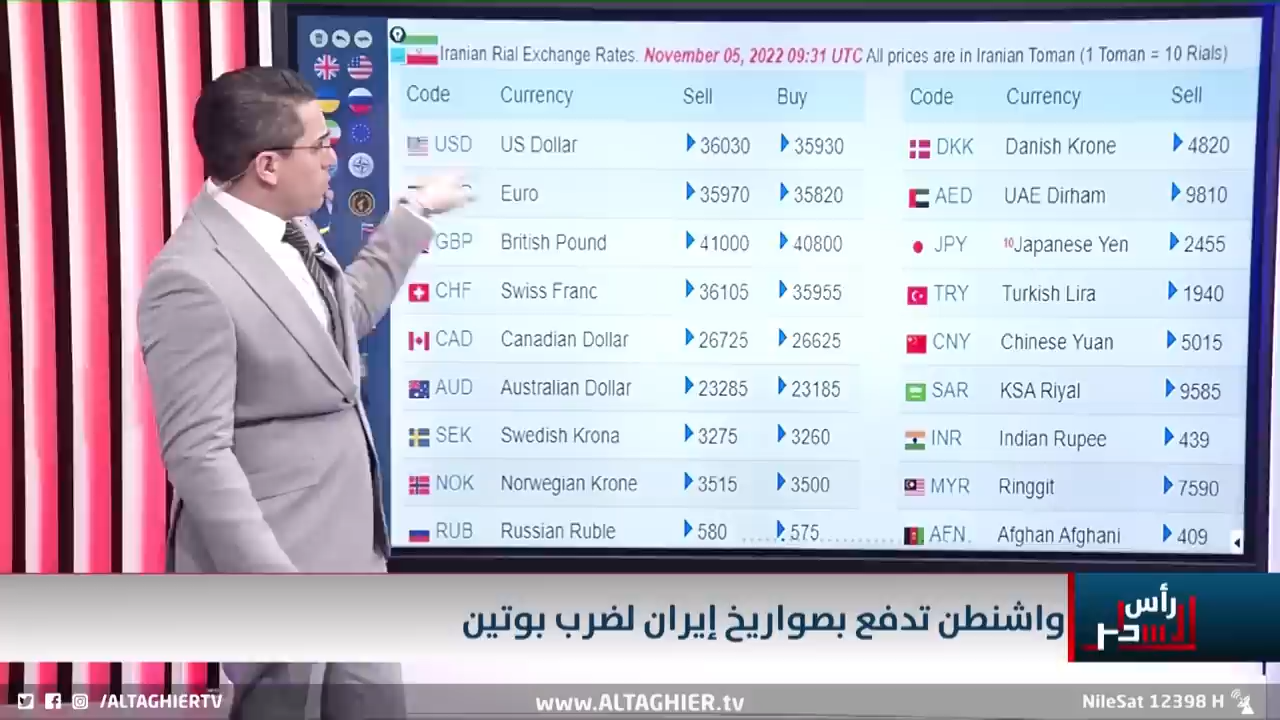 Iranian Rial Exchange Rates. November 05, 2022 09:31 UTC All prices are in Iranian Toman (1 Toman = 10 Rials)
Code Currency Sell Buy
USD US Dollar 36030 35930
Euro 35970 35820
GBP British Pound 41000 40800
CHF Swiss Franc 36105 35955
CAD Canadian Dollar 26725 26625
AUD Australian Dollar 23285 23185
SEK Swedish Krona 3275 3260
NOK Norwegian Krone 3515 3500
RUB Russian Ruble 580 575
Code Currency Sell
DKK Danish Krone 4820
AED UAE Dirham 9810
JPY 10Japanese Yen 2455
TRY Turkish Lira 1940
CNY Chinese Yuan 5015
SAR KSA Riyal 9585
INR Indian Rupee 439
MYR Ringgit 7590
AFN Afghan Afghani 409
رأس
السطر
واشنطن تدفع بصواريخ إيران لضرب بوتين
/ALTAGHIERTV
www.ALTAGHIER.tv
NileSat 12398 H